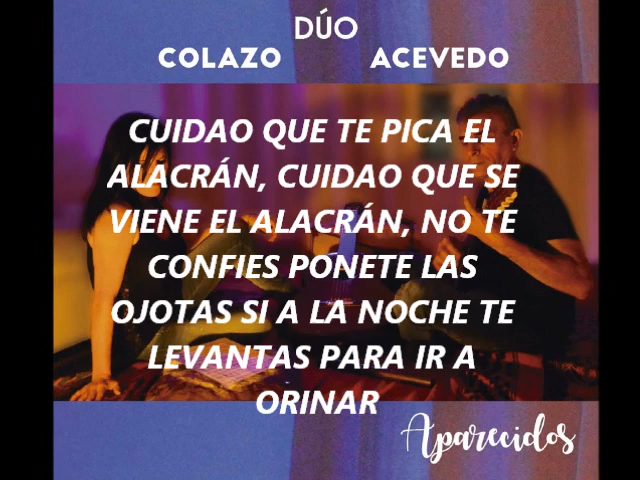 DÚO
COLAZO ACEVEDO
CUIDAO QUE TE PICA EL
ALACRÁN, CUIDAO QUE SE
VIENE EL ALACRÁN, NO TE
CONFIES PONETE LAS
OJOTAS SI A LA NOCHE TE
LEVANTAS PARA IR A
ORINAR
Aparecidos